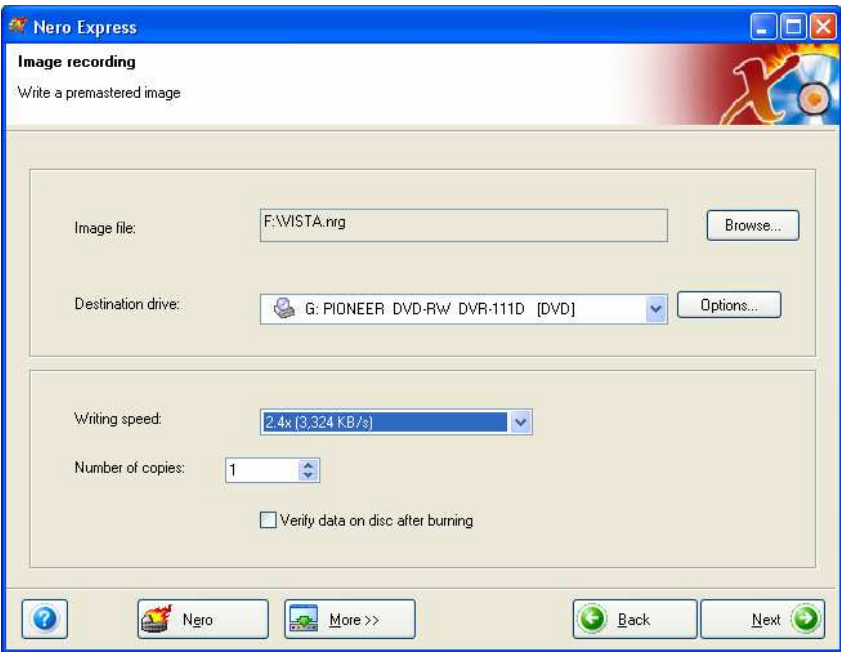 Nero Express
Image recording
Write a premastered image
Image file:
F:\VISTA.nrg
Browse...
Destination drive:
G: PIONEER DVD-RW DVR-111D [DVD]
Options...
Writing speed:
2.4x (3,324 KB/s)
Number of copies:
1
Verify data on disc after burning
Nero
More >>
Back
Next